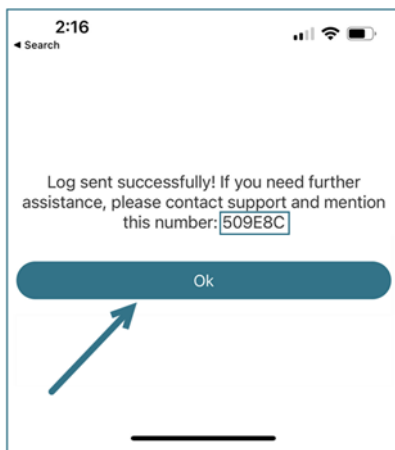 2:16
◄ Search
Log sent successfully! If you need further
assistance, please contact support and mention
this number: 509E8C
Ok